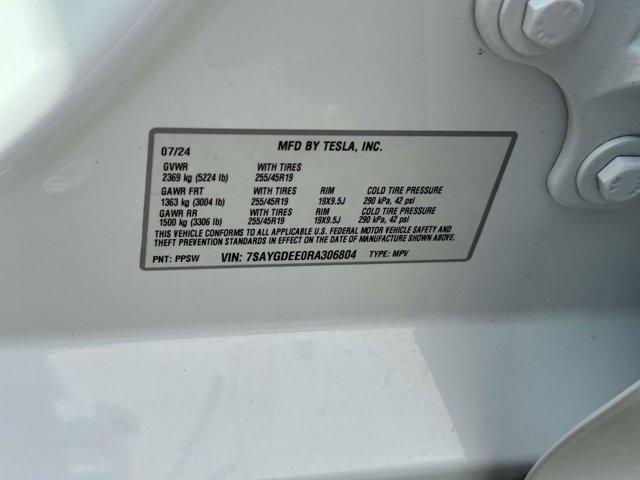 07/24 MFD BY TESLA, INC.
GVWR WITH TIRES
2369 kg (5224 lb) 255/45R19
GAWR FRT WITH TIRES RIM COLD TIRE PRESSURE
1363 kg (3004 lb) 255/45R19 19X9.5J 290 kPa, 42 psi
GAWR RR WITH TIRES RIM COLD TIRE PRESSURE
1500 kg (3306 lb) 255/45R19 19X9.5J 290 kPa, 42 psi
THIS VEHICLE CONFORMS TO ALL APPLICABLE U.S. FEDERAL MOTOR VEHICLE SAFETY AND
THEFT PREVENTION STANDARDS IN EFFECT ON THE DATE OF MANUFACTURE SHOWN ABOVE.
PNT: PPSW VIN: 7SAYGDEE0RA306804 TYPE: MPV